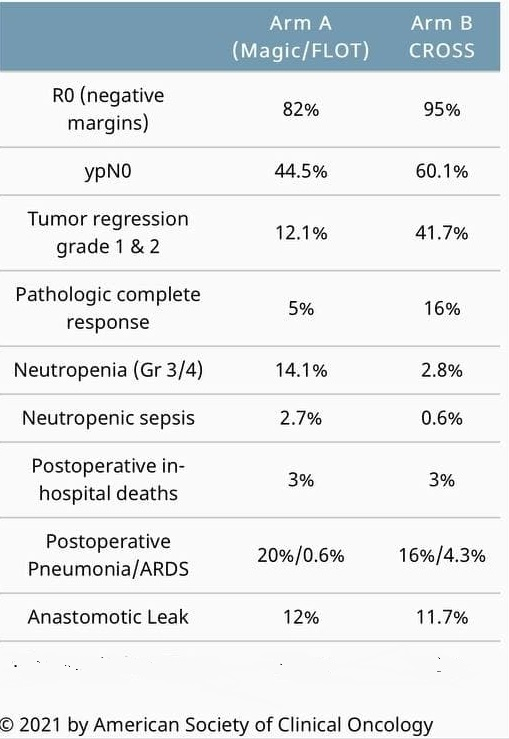 Arm A Arm B
(Magic/FLOT) CROSS
R0 (negative
margins) 82% 95%
ypN0 44.5% 60.1%
Tumor regression
grade 1 & 2 12.1% 41.7%
Pathologic complete
response 5% 16%
Neutropenia (Gr 3/4) 14.1% 2.8%
Neutropenic sepsis 2.7% 0.6%
Postoperative in-
hospital deaths 3% 3%
Postoperative
Pneumonia/ARDS 20%/0.6% 16%/4.3%
Anastomotic Leak 12% 11.7%
© 2021 by American Society of Clinical Oncology